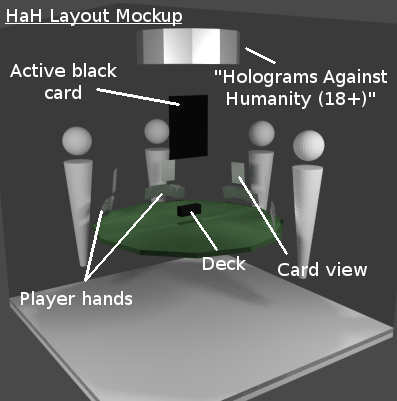 HaH Layout Mockup
Active black
card
"Holograms Against
Humanity (18+)"
Deck
Card view
Player hands